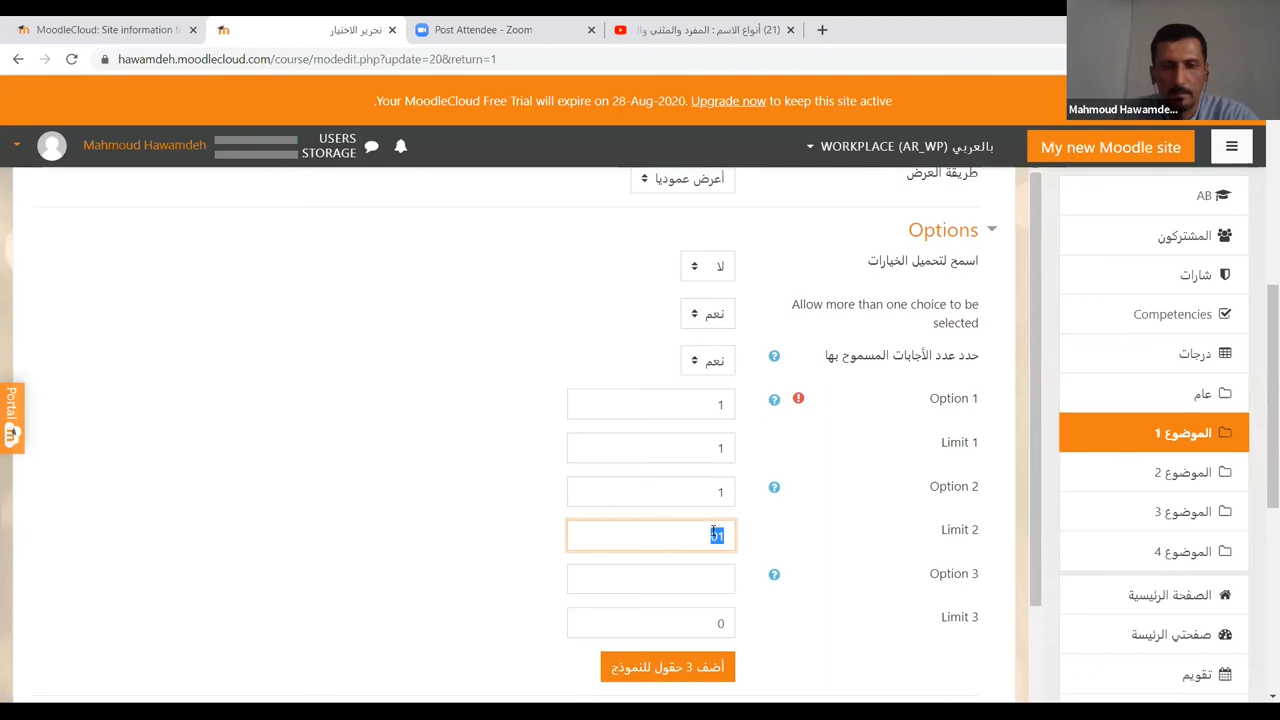 MoodleCloud: Site information f
تحرير الاختيار
Post Attendee - Zoom
(21) أنواع الاسم : المفرد والمثنى وال
hawamdeh.moodlecloud.com/course/modedit.php?update=20&return=1
Mahmoud Hawamde...
.Your MoodleCloud Free Trial will expire on 28-Aug-2020. Upgrade now to keep this site active
Mahmoud Hawamdeh
USERS
STORAGE
بالعربي WORKPLACE (AR_WP)
My new Moodle site
طريقة العرض
أعرض عموديا
Options
اسمح لتحميل الخيارات
لا
Allow more than one choice to be
selected
نعم
حدد عدد الأجابات المسموح بها
نعم
Option 1
1
Limit 1
1
Option 2
1
Limit 2
01
Option 3
Limit 3
0
أضف 3 حقول للنموذج
AB
المشتركون
شارات
Competencies
درجات
عام
الموضوع 1
الموضوع 2
الموضوع 3
الموضوع 4
الصفحة الرئيسية
صفحتي الرئيسة
تقويم
Portal